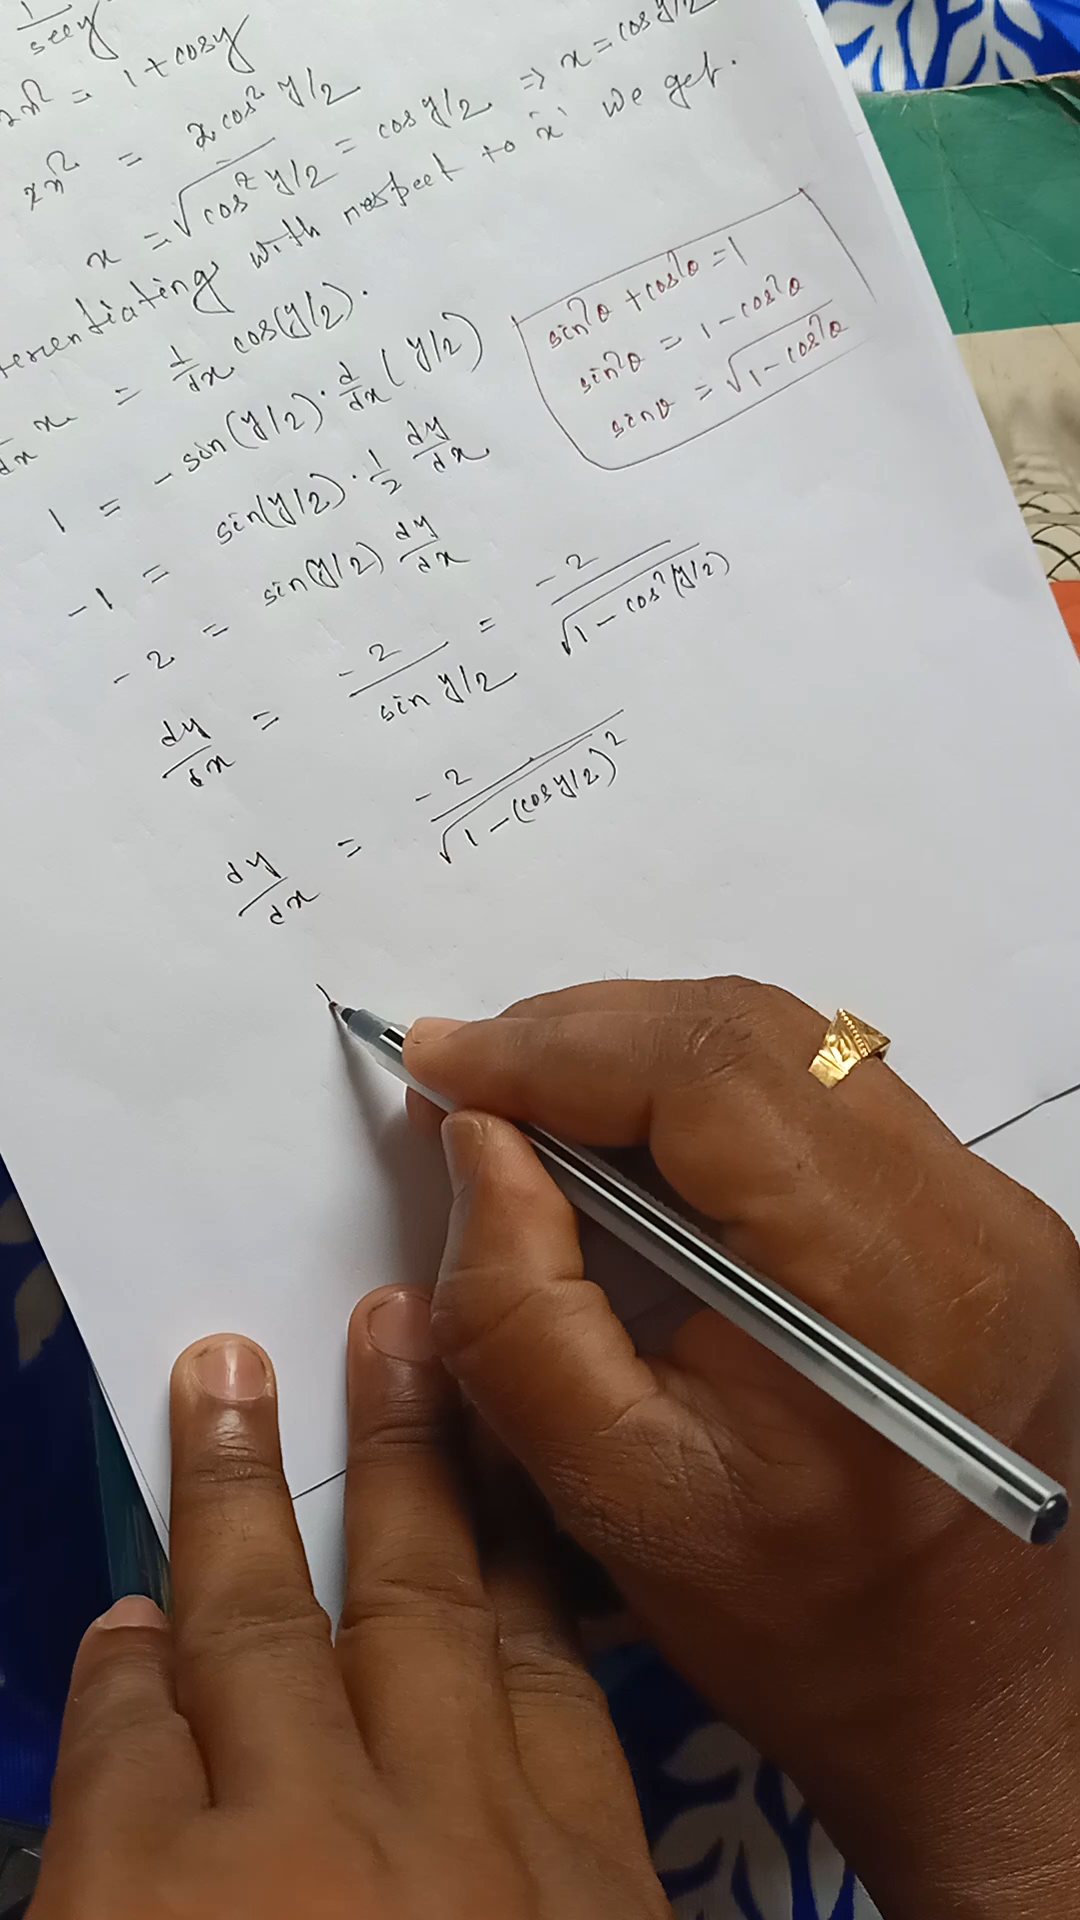 1/secy
2x² = 1 + cosy
2x² = 2cos² y/2
x = √cos² y/2 = cos y/2 ⇒ x = cos y/2
with respect to 'x' we get.
x = d/dx cos(y/2).
1 = - sin(y/2) · d/dx (y/2)
-1 = sin(y/2) · 1/2 dy/dx
-2 = sin(y/2) dy/dx
dy/dx = -2/sin y/2 = -2/√1 - cos²(y/2)
dy/dx = -2/√1 - (cos y/2)²
sin²θ + cos²θ = 1
sin²θ = 1 - cos²θ
sinθ = √1 - cos²θ